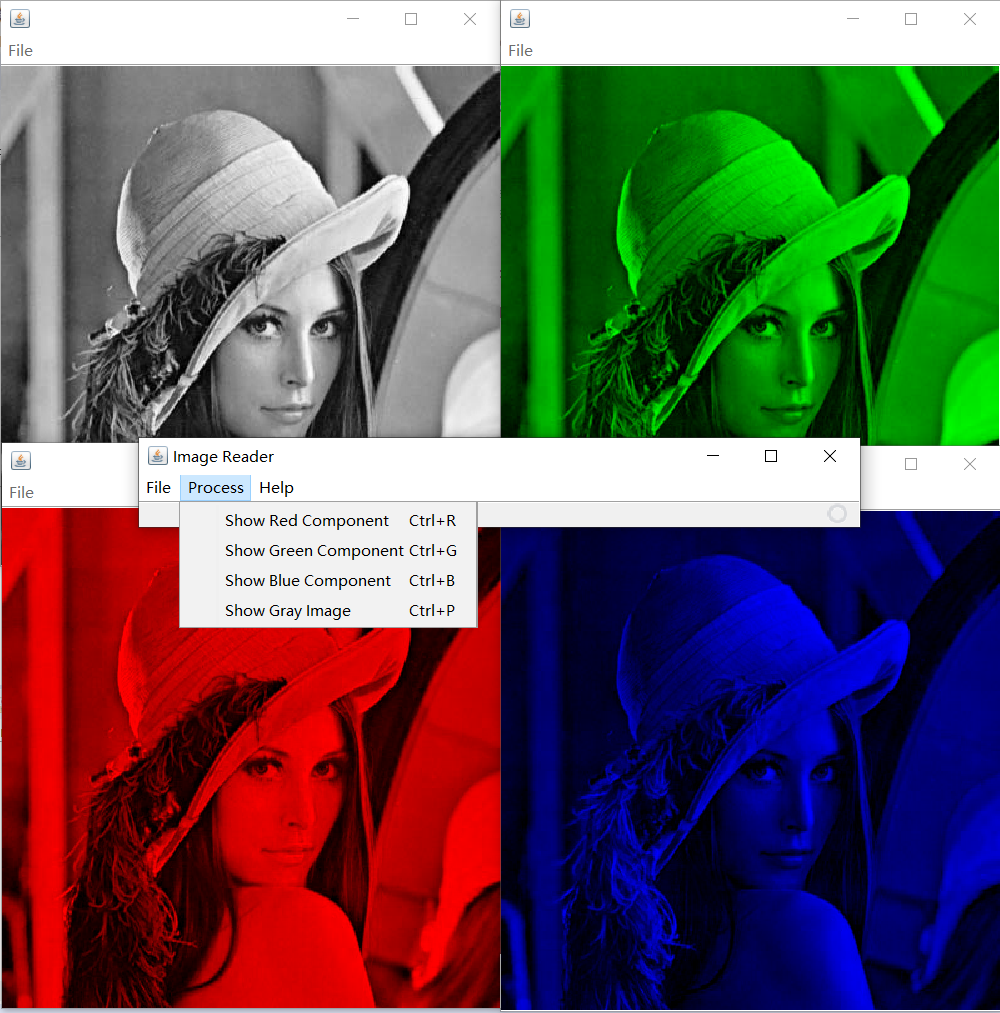 File
File
File
Image Reader
File Process Help
Show Red Component Ctrl+R
Show Green Component Ctrl+G
Show Blue Component Ctrl+B
Show Gray Image Ctrl+P